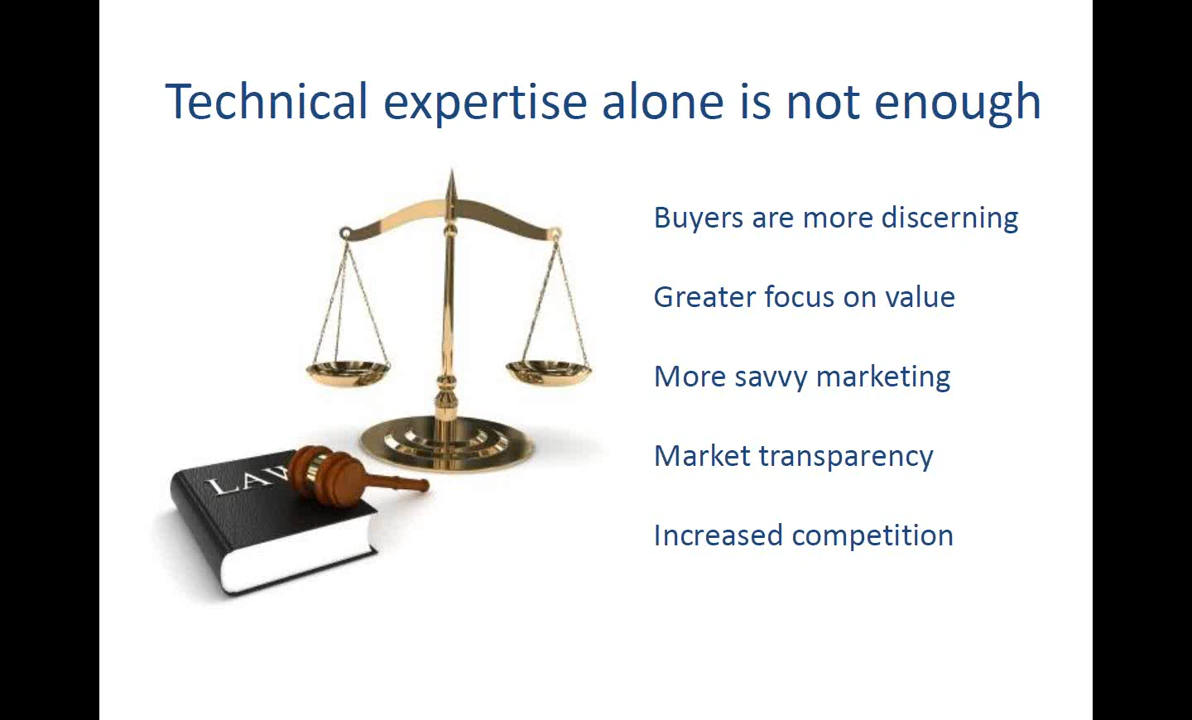 Technical expertise alone is not enough
Buyers are more discerning
Greater focus on value
More savvy marketing
Market transparency
Increased competition
LAW